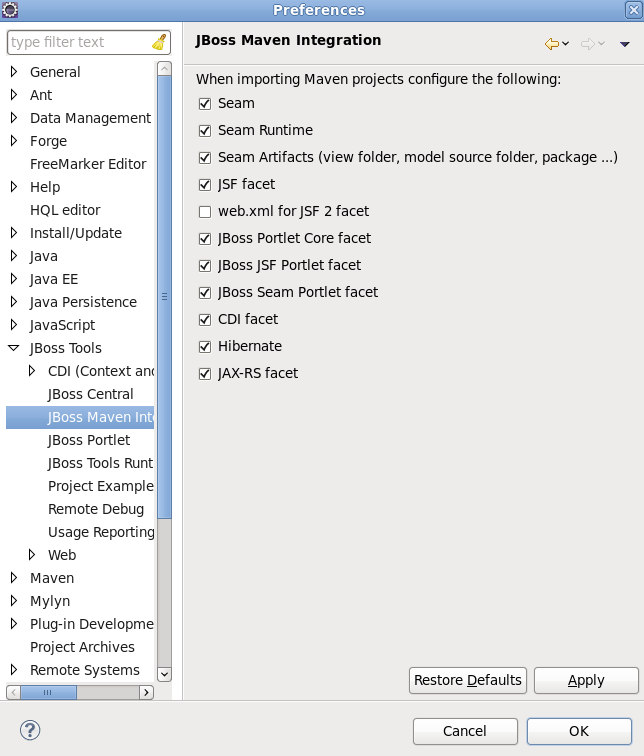 Preferences
type filter text
General
Ant
Data Management
Forge
FreeMarker Editor
Help
HQL editor
Install/Update
Java
Java EE
Java Persistence
JavaScript
JBoss Tools
CDI (Context and
JBoss Central
JBoss Maven Int
JBoss Portlet
JBoss Tools Runt
Project Example
Remote Debug
Usage Reporting
Web
Maven
Mylyn
Plug-in Developme
Project Archives
Remote Systems
JBoss Maven Integration
When importing Maven projects configure the following:
Seam
Seam Runtime
Seam Artifacts (view folder, model source folder, package ...)
JSF facet
web.xml for JSF 2 facet
JBoss Portlet Core facet
JBoss JSF Portlet facet
JBoss Seam Portlet facet
CDI facet
Hibernate
JAX-RS facet
Restore Defaults
Apply
?
Cancel
OK